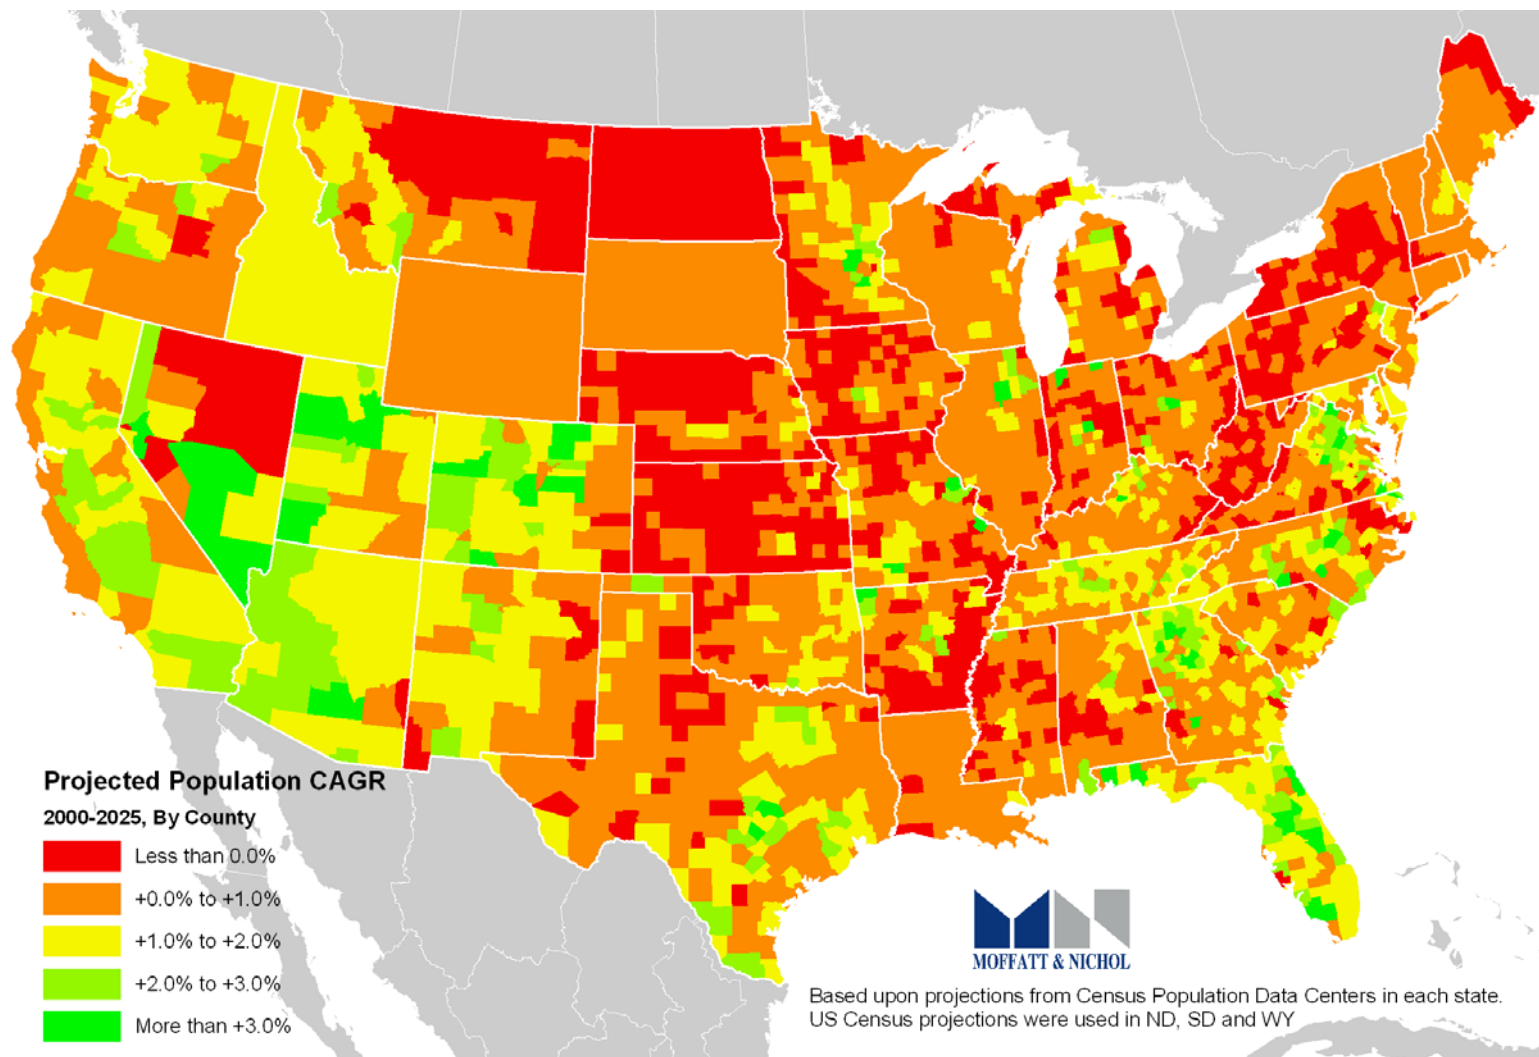 Projected Population CAGR
2000-2025, By County
Less than 0.0%
+0.0% to +1.0%
+1.0% to +2.0%
+2.0% to +3.0%
More than +3.0%
MOFFATT & NICHOL
Based upon projections from Census Population Data Centers in each state.
US Census projections were used in ND, SD and WY